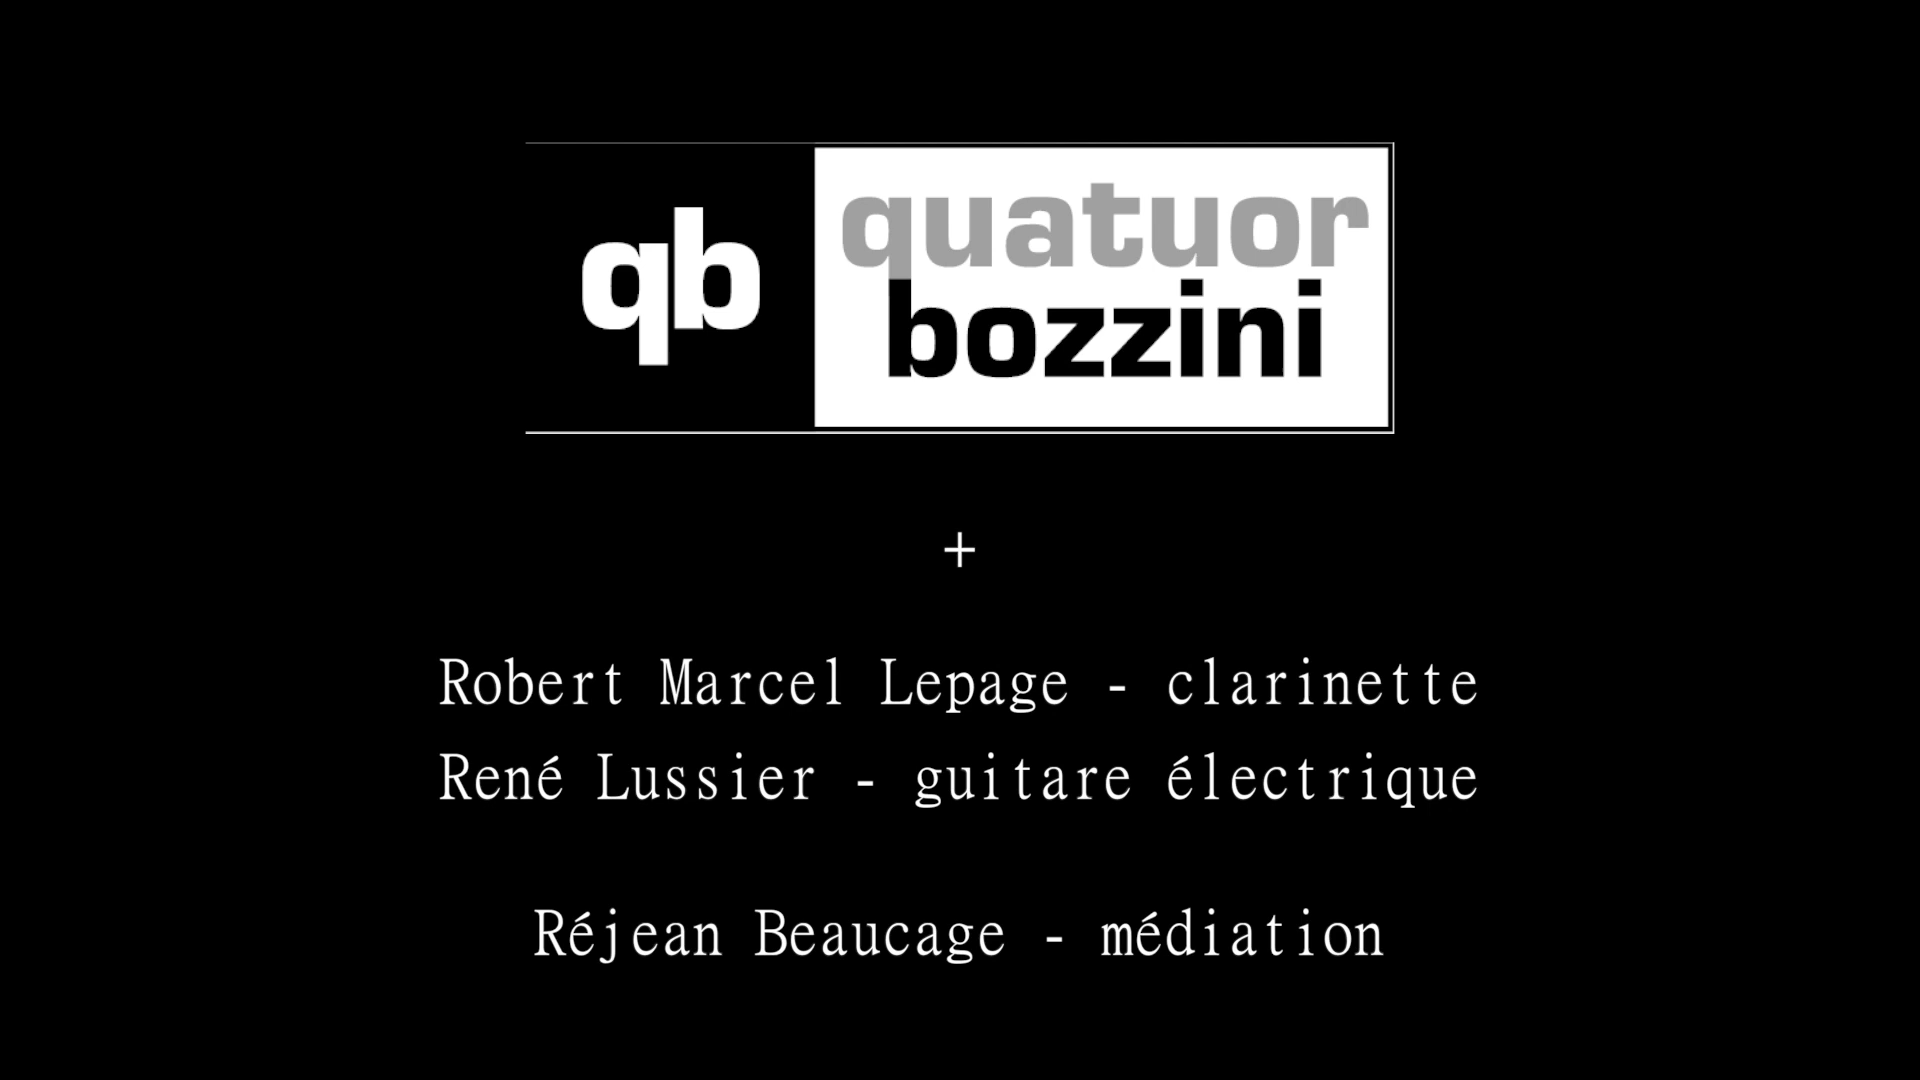 qb
quatuor
bozzini
+
Robert Marcel Lepage - clarinette
René Lussier - guitare électrique
Réjean Beaucage - médiation